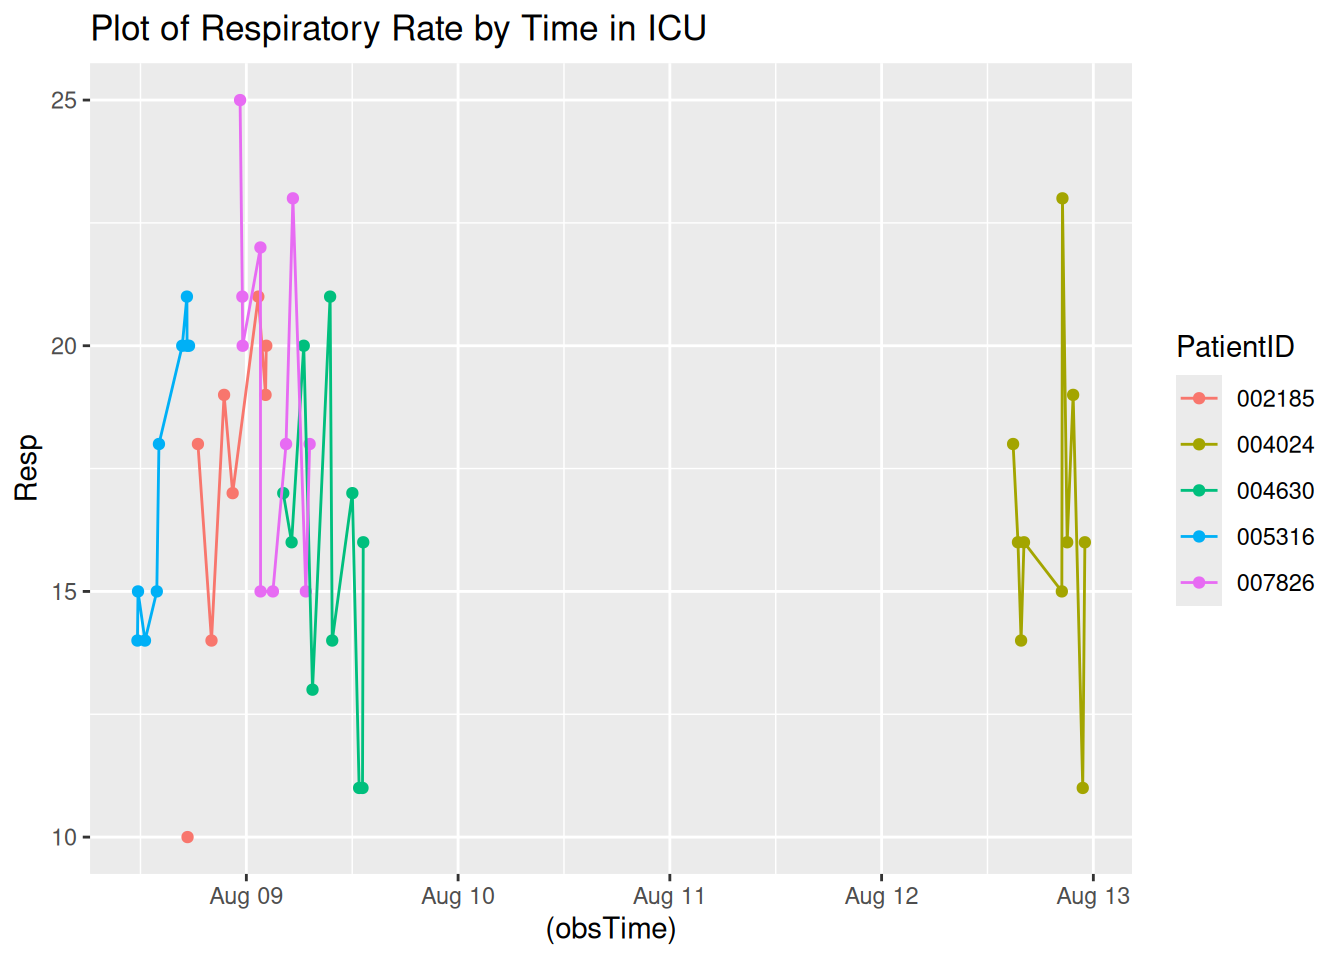 Plot of Respiratory Rate by Time in ICU
25
20
15
10
Resp
Aug 09
Aug 10
Aug 11
Aug 12
Aug 13
(obsTime)
PatientID
002185
004024
004630
005316
007826